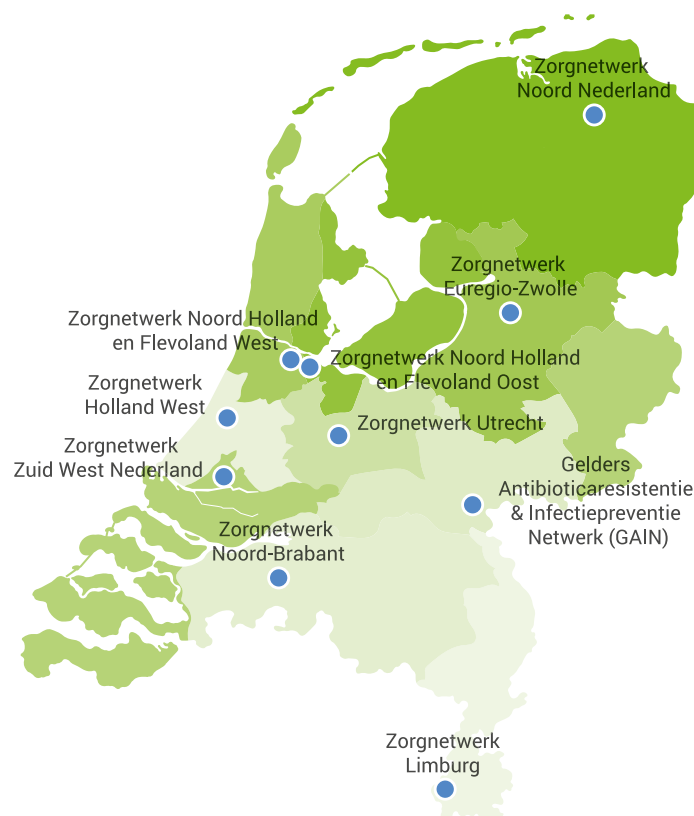 Zorgnetwerk
Noord Nederland
Zorgnetwerk
Euregio-Zwolle
Zorgnetwerk Noord Holland
en Flevoland West
Zorgnetwerk Noord Holland
en Flevoland Oost
Zorgnetwerk
Holland West
Zorgnetwerk Utrecht
Zorgnetwerk
Zuid West Nederland
Gelders
Antibioticaresistentie
& Infectiepreventie
Netwerk (GAIN)
Zorgnetwerk
Noord-Brabant
Zorgnetwerk
Limburg